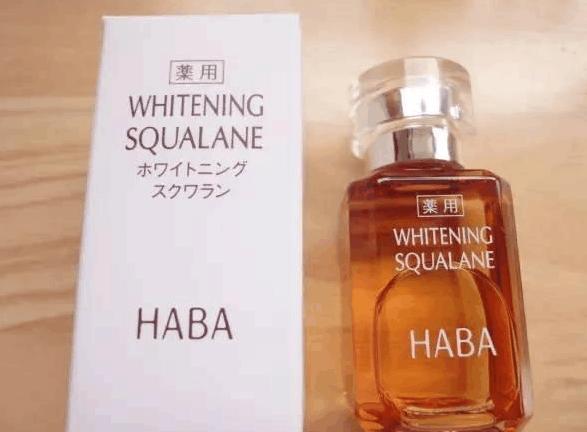 薬用
WHITENING
SQUALANE
ホワイトニング
スクワラン
HABA
薬用
WHITENING
SQUALANE
HABA